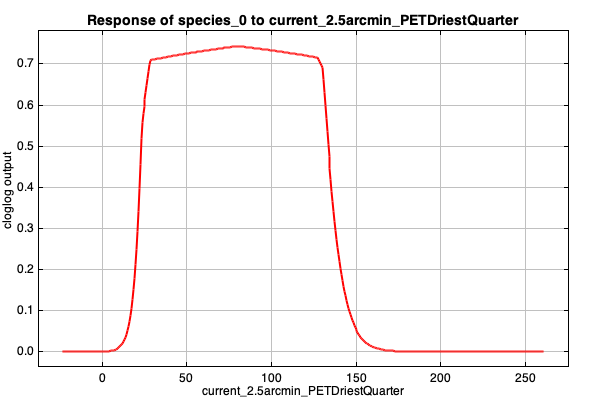 Response of species_0 to current_2.5arcmin_PETDriestQuarter
0.7
0.6
0.5
0.4
0.3
0.2
0.1
0.0
cloglog output
0 50 100 150 200 250
current_2.5arcmin_PETDriestQuarter